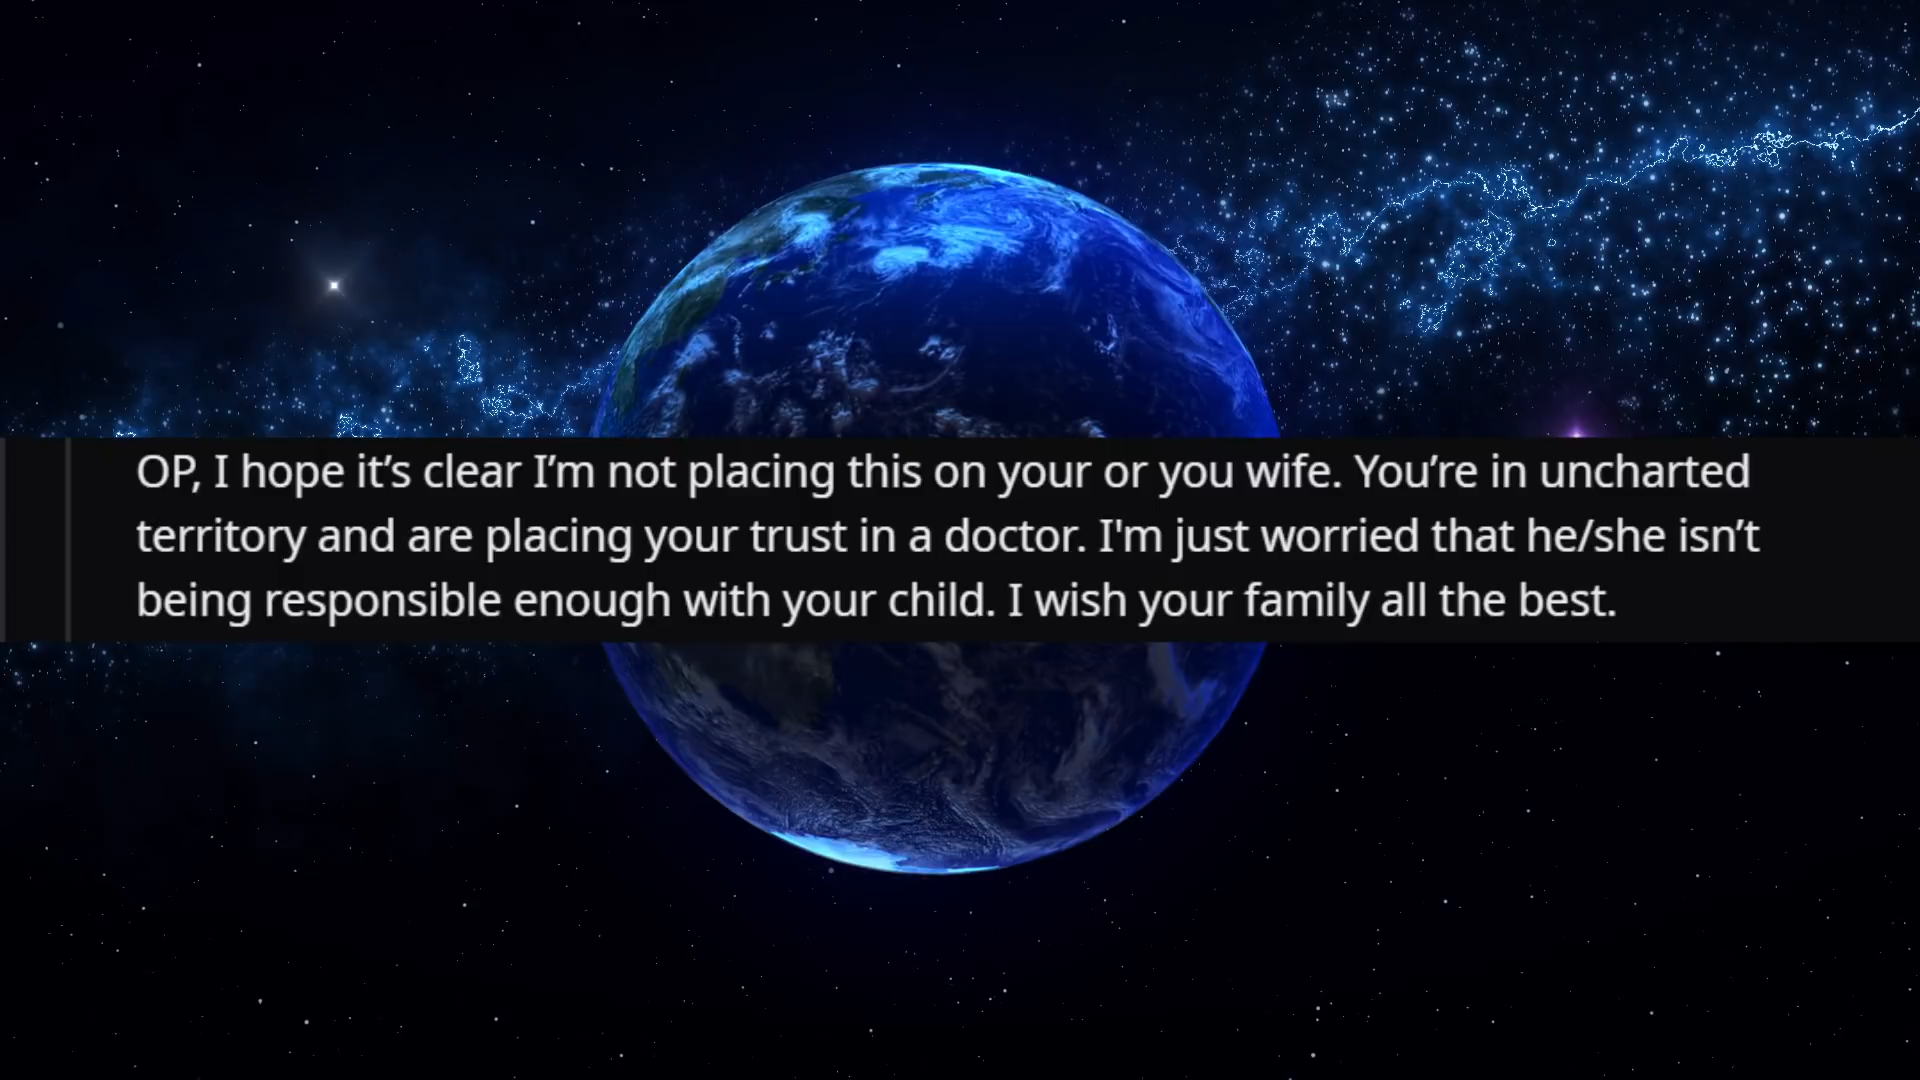 OP, I hope it’s clear I’m not placing this on your or you wife. You’re in uncharted
territory and are placing your trust in a doctor. I'm just worried that he/she isn’t
being responsible enough with your child. I wish your family all the best.